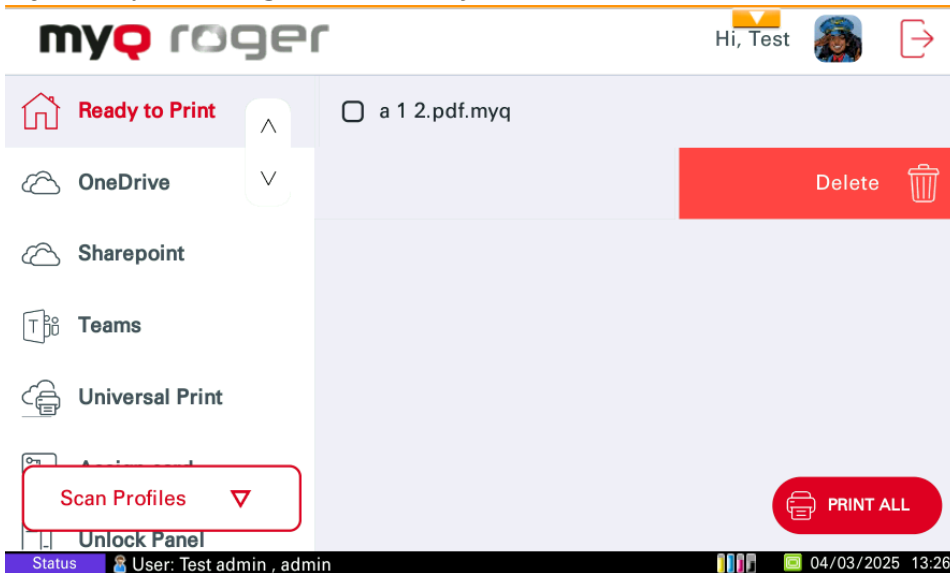 myQ roger
Hi, Test
Ready to Print
a 1 2.pdf.myq
OneDrive
Delete
Sharepoint
Teams
Universal Print
Scan Profiles
PRINT ALL
Unlock Panel
Status
User: Test admin , admin
04/03/2025 13:26